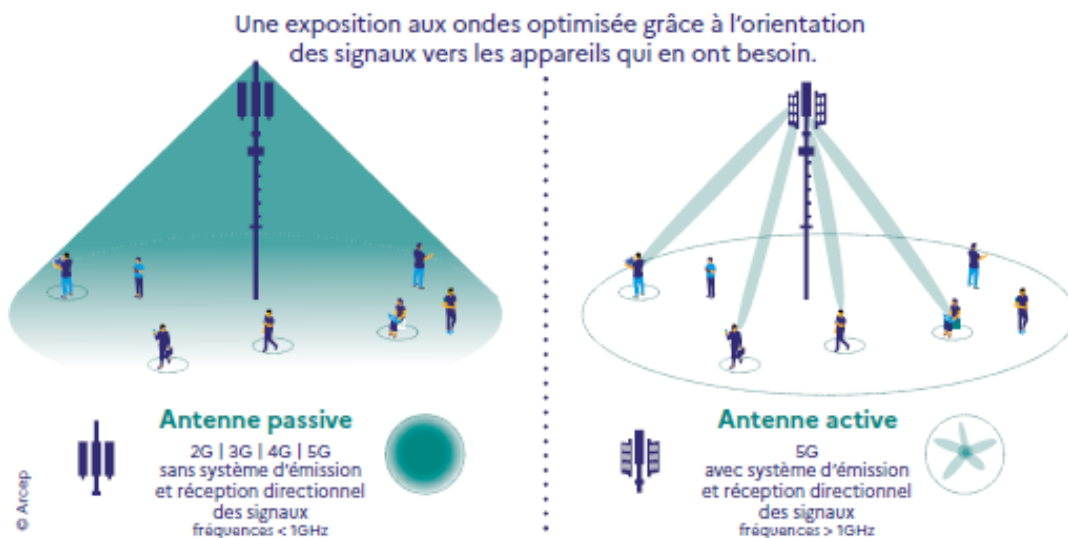 Une exposition aux ondes optimisée grâce à l'orientation
des signaux vers les appareils qui en ont besoin.
Antenne passive
2G | 3G | 4G | 5G
sans système d'émission
et réception directionnel
des signaux
fréquences < 1GHz
Antenne active
5G
avec système d'émission
et réception directionnel
des signaux
fréquences > 1GHz
© Arcep